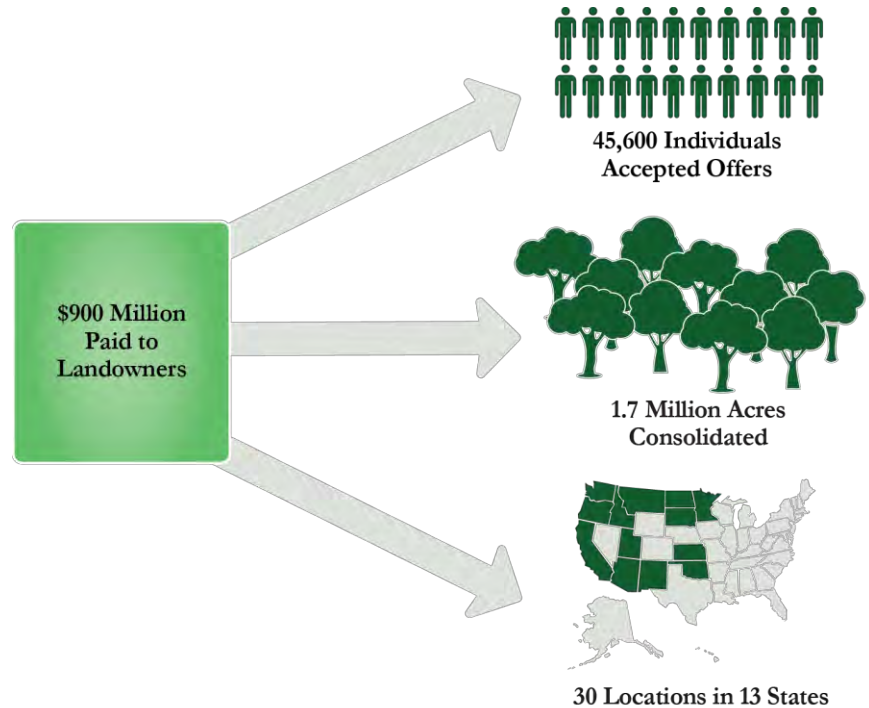 $900 Million
Paid to
Landowners
45,600 Individuals
Accepted Offers
1.7 Million Acres
Consolidated
30 Locations in 13 States